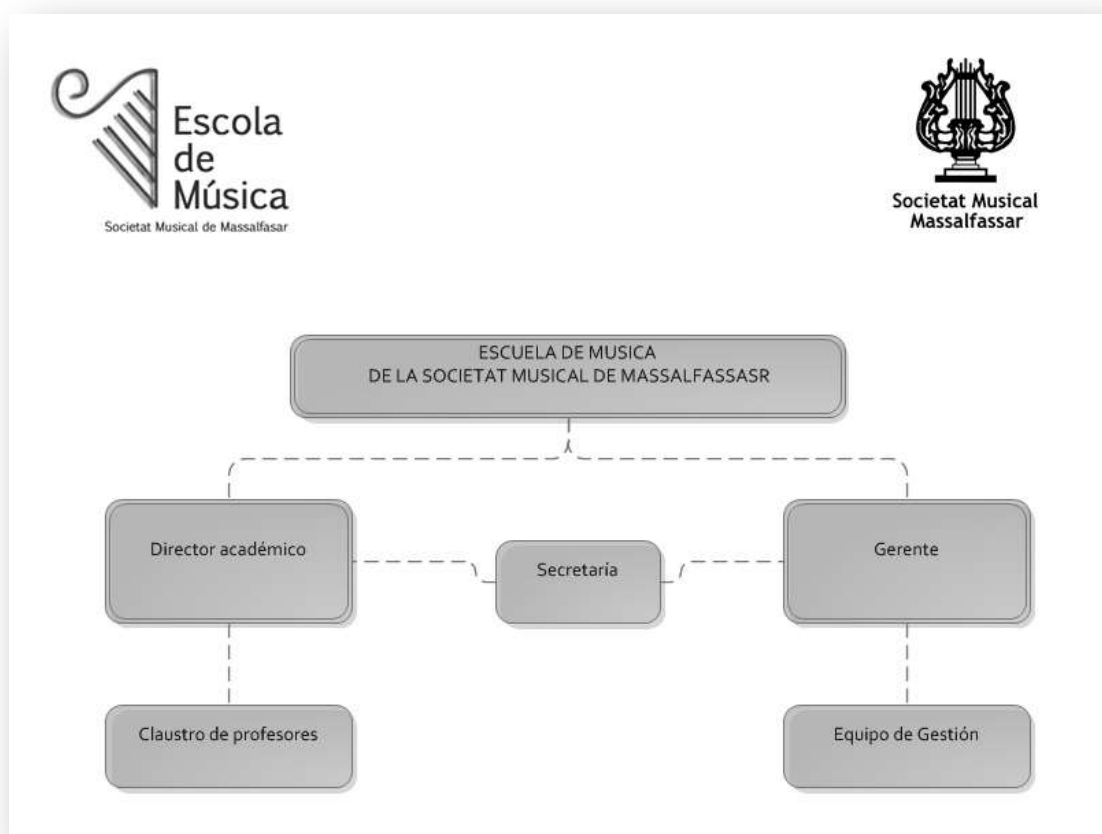 Escola
de
Música
Societat Musical de Massalfasar
Societat Musical
Massalfassar
ESCUELA DE MUSICA
DE LA SOCIETAT MUSICAL DE MASSALFASSASR
Director académico
Secretaría
Gerente
Claustro de profesores
Equipo de Gestión